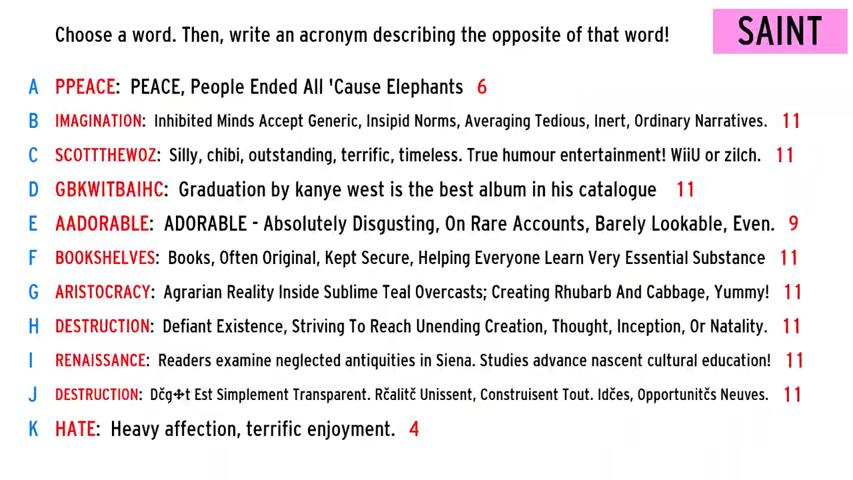 Choose a word. Then, write an acronym describing the opposite of that word!
SAINT
A PPEACE: PEACE, People Ended All 'Cause Elephants 6
B IMAGINATION: Inhibited Minds Accept Generic, Insipid Norms, Averaging Tedious, Inert, Ordinary Narratives. 11
C SCOTTTHEWOZ: Silly, chibi, outstanding, terrific, timeless. True humour entertainment! WiiU or zilch. 11
D GBKWITBAIHC: Graduation by kanye west is the best album in his catalogue 11
E AADORABLE: ADORABLE - Absolutely Disgusting, On Rare Accounts, Barely Lookable, Even. 9
F BOOKSHELVES: Books, Often Original, Kept Secure, Helping Everyone Learn Very Essential Substance 11
G ARISTOCRACY: Agrarian Reality Inside Sublime Teal Overcasts; Creating Rhubarb And Cabbage, Yummy! 11
H DESTRUCTION: Defiant Existence, Striving To Reach Unending Creation, Thought, Inception, Or Natality. 11
I RENAISSANCE: Readers examine neglected antiquities in Siena. Studies advance nascent cultural education! 11
J DESTRUCTION: Dčg✣t Est Simplement Transparent. Rčalitč Unissent, Construisent Tout. Idčes, Opportunitčs Neuves. 11
K HATE: Heavy affection, terrific enjoyment. 4